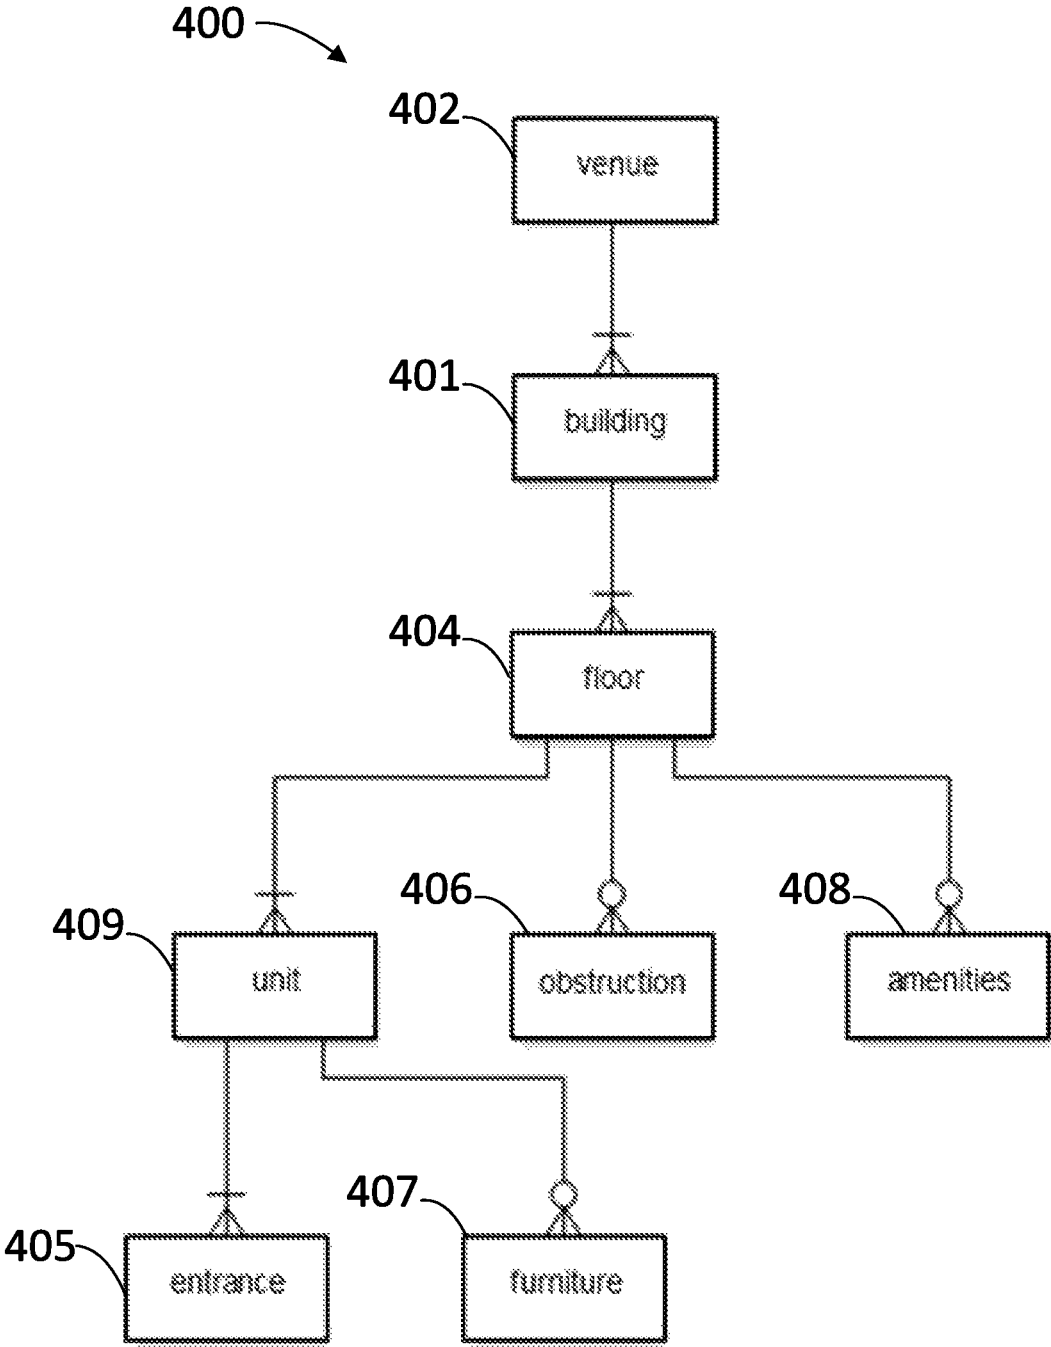 400
402
venue
401
building
404
floor
409
unit
406
obstruction
408
amenities
405
entrance
407
furniture